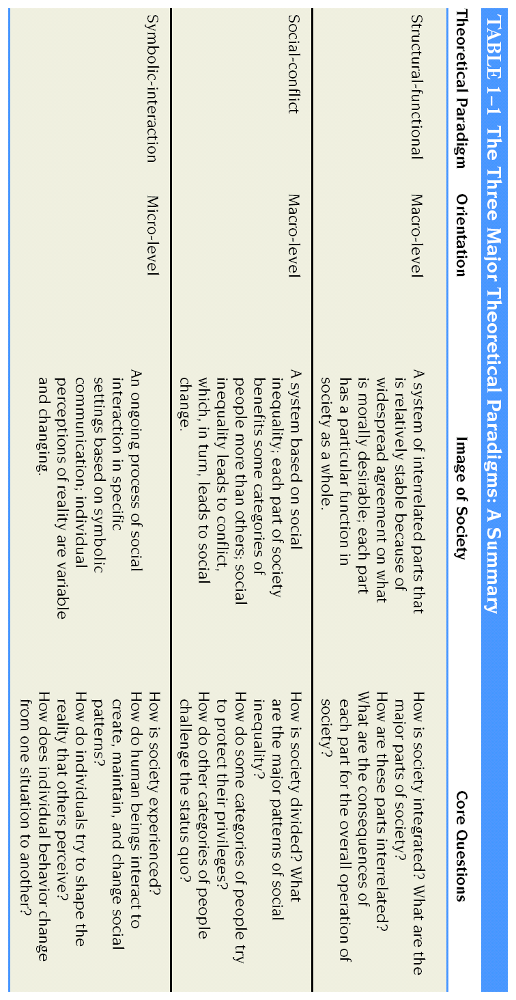 TABLE 1–1 The Three Major Theoretical Paradigms: A Summary
Theoretical Paradigm Orientation Image of Society Core Questions
Structural-functional
Macro-level
A system of interrelated parts that
is relatively stable because of
widespread agreement on what
is morally desirable; each part
has a particular function in
society as a whole.
How is society integrated? What are the
major parts of society?
How are these parts interrelated?
What are the consequences of
each part for the overall operation of
society?
Social-conflict
Macro-level
A system based on social
inequality; each part of society
benefits some categories of
people more than others; social
inequality leads to conflict,
which, in turn, leads to social
change.
How is society divided? What
are the major patterns of social
inequality?
How do some categories of people try
to protect their privileges?
How do other categories of people
challenge the status quo?
Symbolic-interaction
Micro-level
An ongoing process of social
interaction in specific
settings based on symbolic
communication; individual
perceptions of reality are variable
and changing.
How is society experienced?
How do human beings interact to
create, maintain, and change social
patterns?
How do individuals try to shape the
reality that others perceive?
How does individual behavior change
from one situation to another?